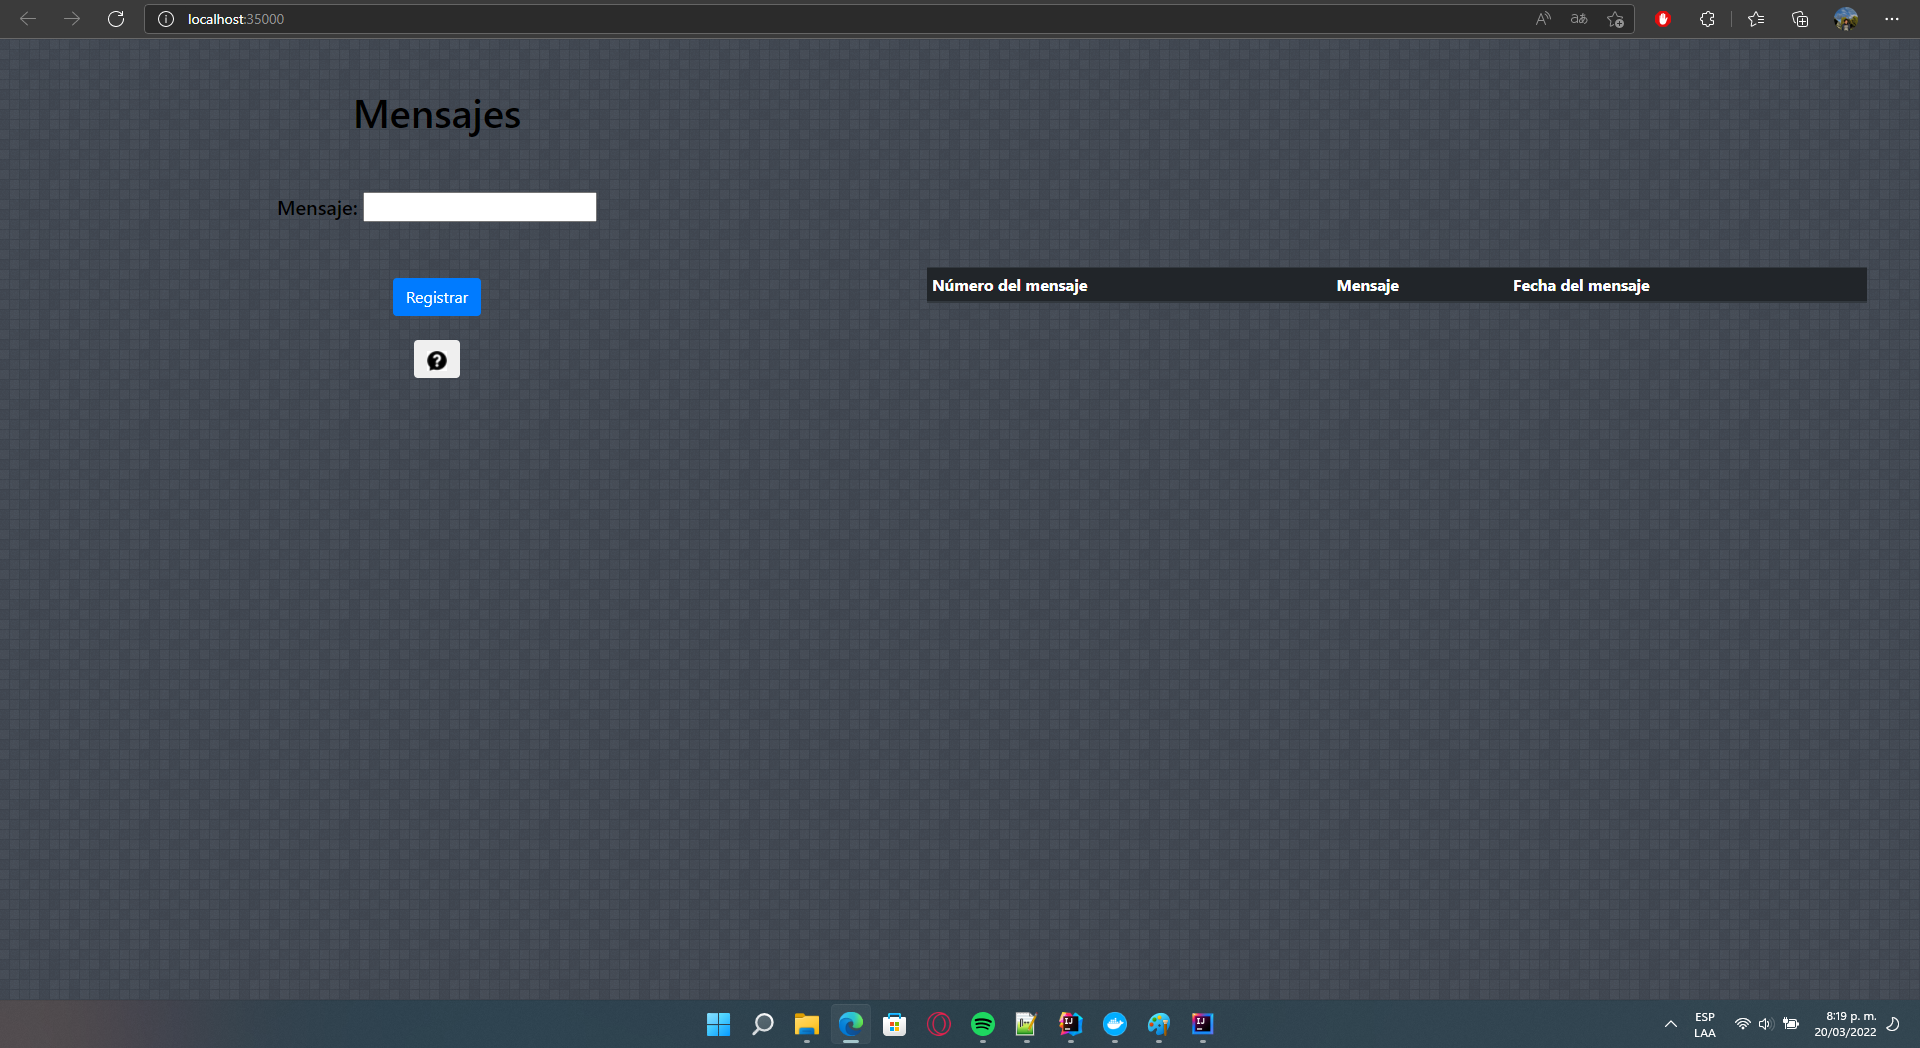 localhost:35000
Mensajes
Mensaje:
Registrar
Número del mensaje Mensaje Fecha del mensaje
ESP
LAA
8:19 p. m.
20/03/2022